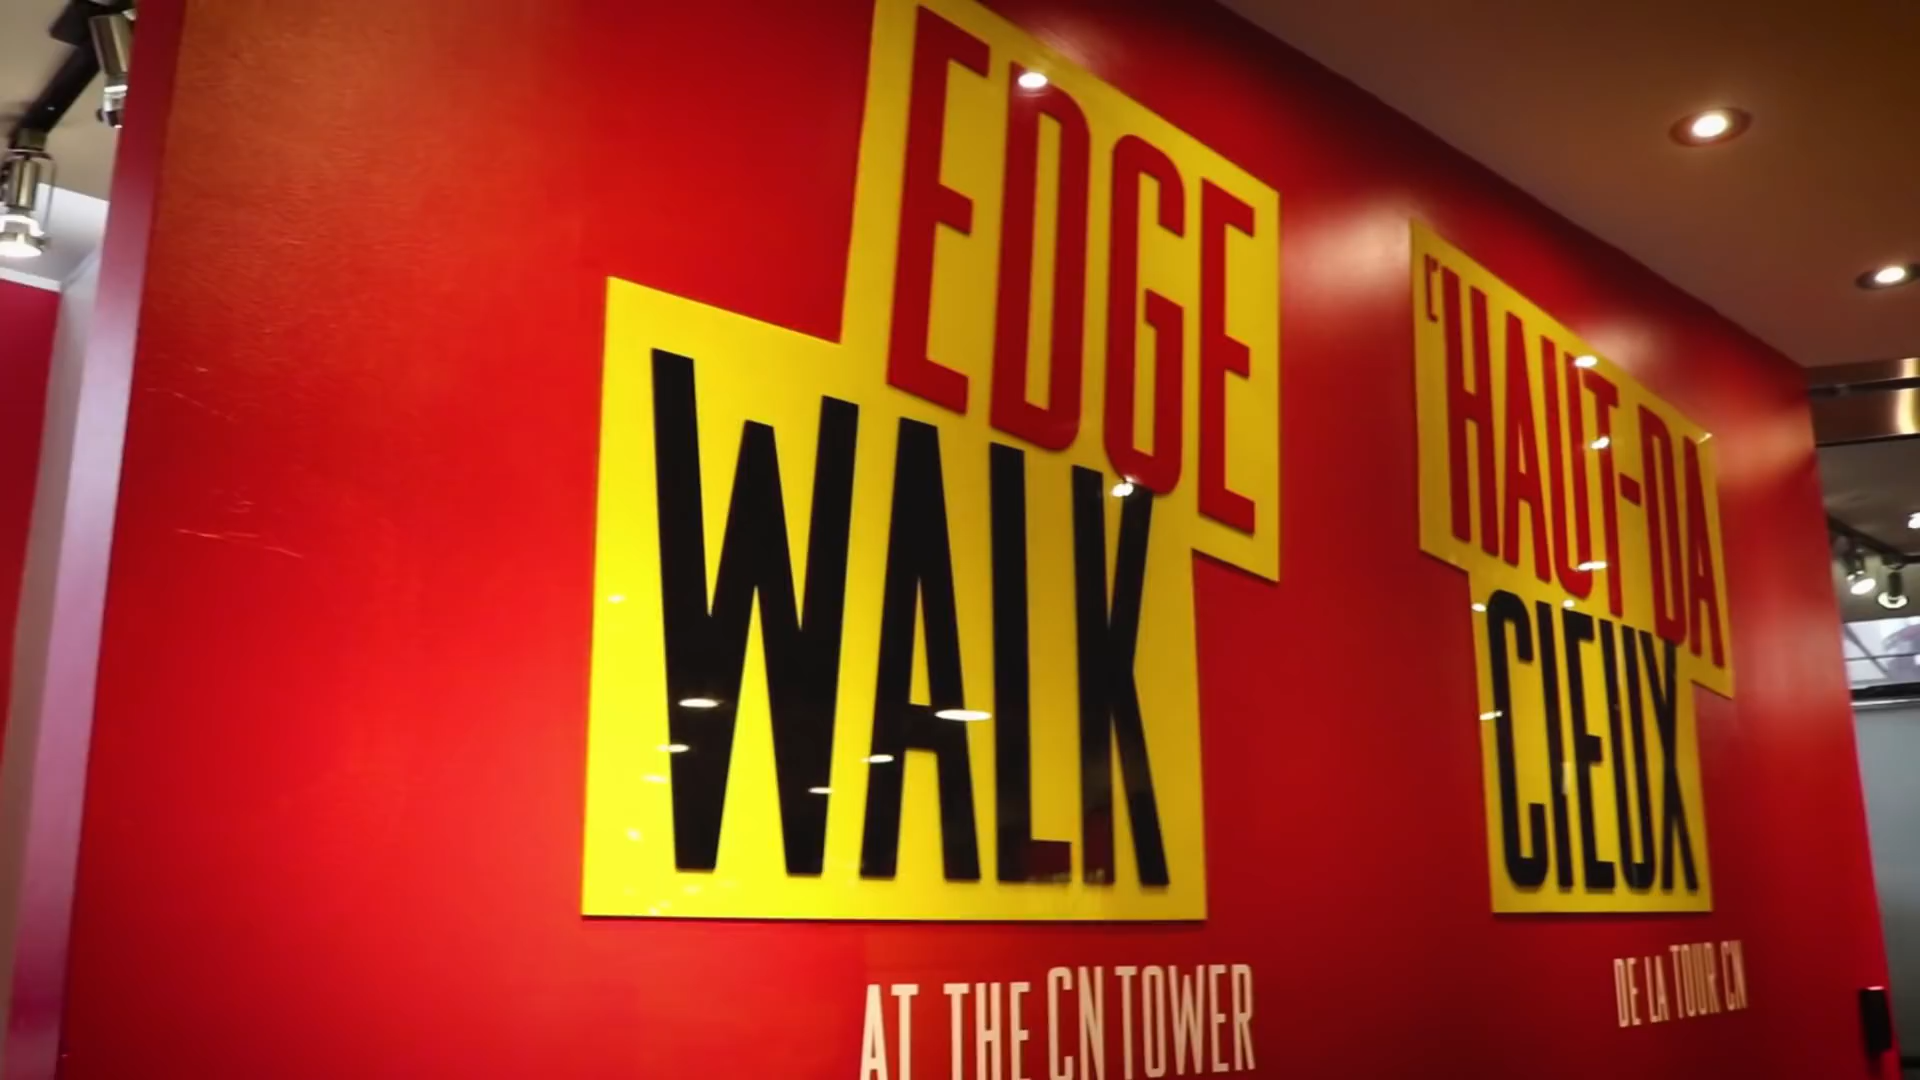 EDGE
WALK
AT THE CN TOWER
L'HAUT-DA
CIEUX
DE LA TOUR CN